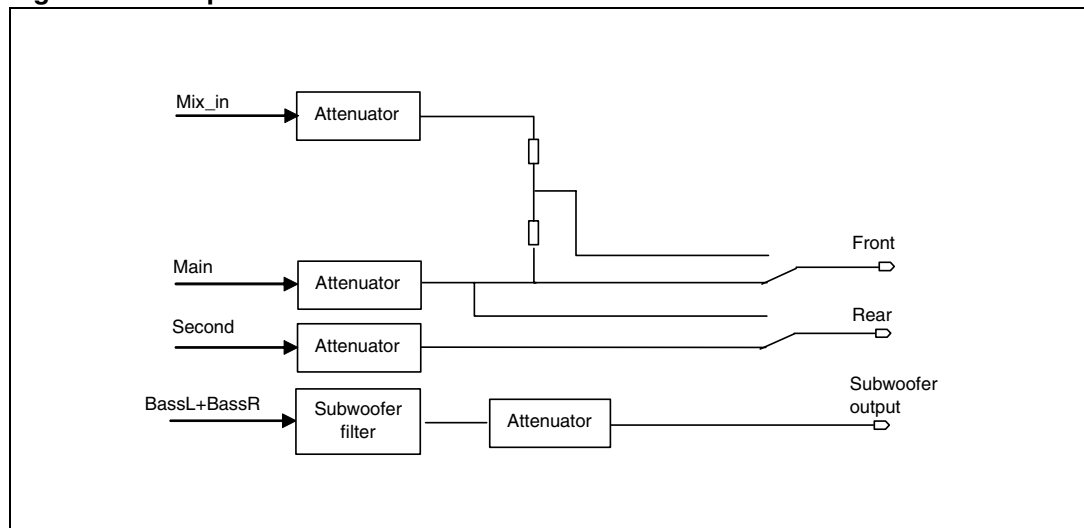 Mix_in
Attenuator
Main
Attenuator
Front
Second
Attenuator
Rear
BassL+BassR
Subwoofer
filter
Attenuator
Subwoofer
output